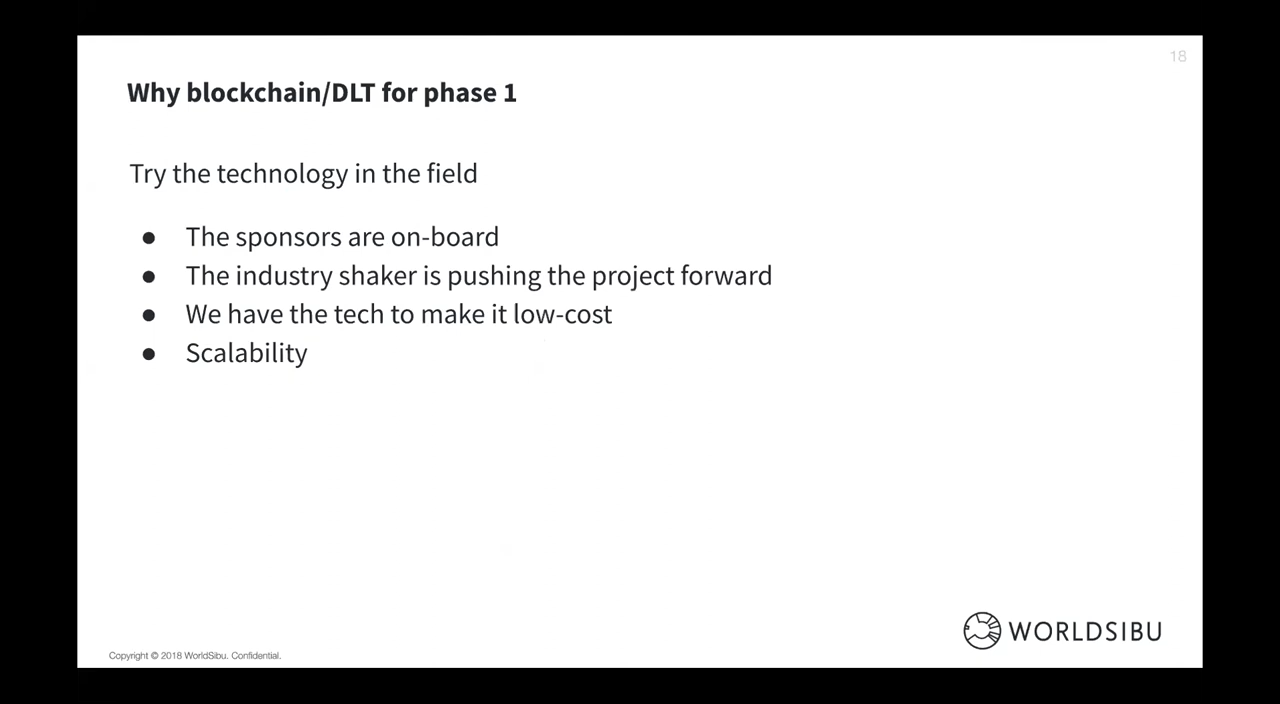 18
Why blockchain/DLT for phase 1
Try the technology in the field
● The sponsors are on-board
● The industry shaker is pushing the project forward
● We have the tech to make it low-cost
● Scalability
WORLDSIBU
Copyright © 2018 WorldSibu. Confidential.